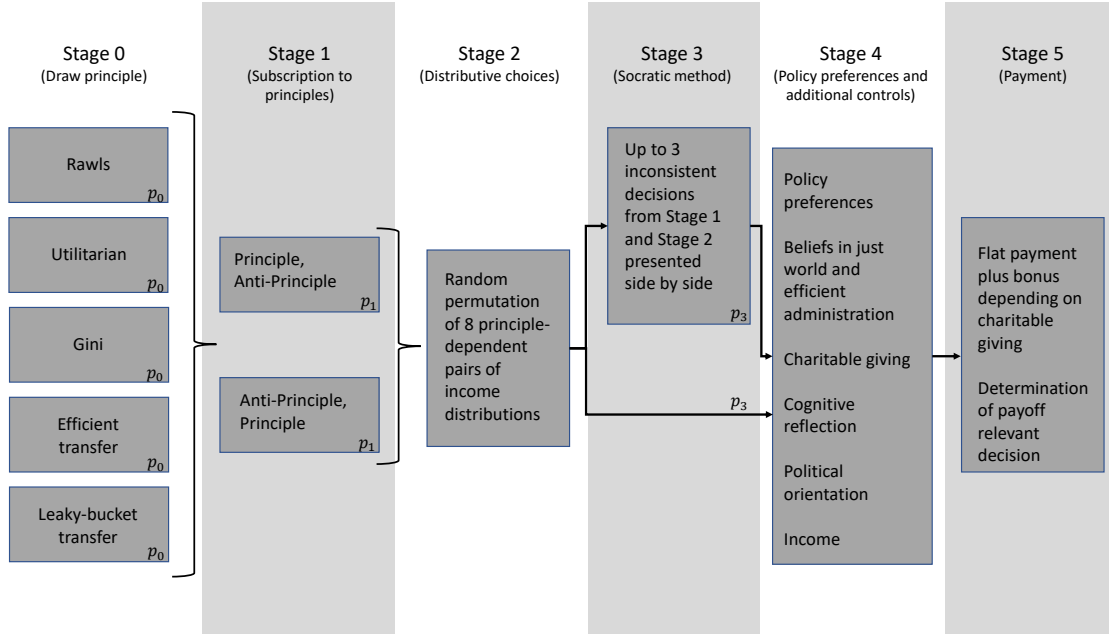 Stage 0
(Draw principle)
Rawls
p₀
Utilitarian
p₀
Gini
p₀
Efficient
transfer
p₀
Leaky-bucket
transfer
p₀
Stage 1
(Subscription to
principles)
Principle,
Anti-Principle
p₁
Anti-Principle,
Principle
p₁
Stage 2
(Distributive choices)
Random
permutation
of 8 principle-
dependent
pairs of
income
distributions
Stage 3
(Socratic method)
Up to 3
inconsistent
decisions
from Stage 1
and Stage 2
presented
side by side
p₃
p₃
Stage 4
(Policy preferences and
additional controls)
Policy
preferences
Beliefs in just
world and
efficient
administration
Charitable giving
Cognitive
reflection
Political
orientation
Income
Stage 5
(Payment)
Flat payment
plus bonus
depending on
charitable
giving
Determination
of payoff
relevant
decision